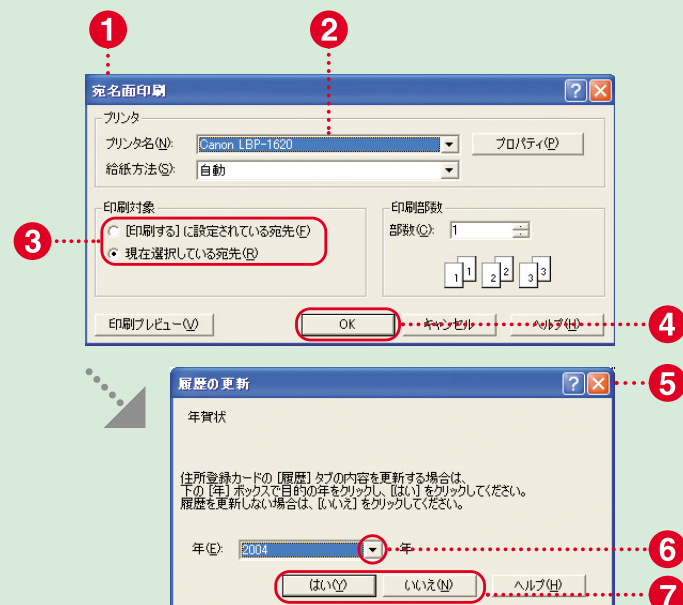 1
2
宛名面印刷
プリンタ
プリンタ名(N): Canon LBP-1620 プロパティ(P)
給紙方法(S): 自動
印刷対象 印刷部数
3
[印刷する] に設定されている宛先(F) 部数(C): 1
現在選択している宛先(R)
1 1 2 2 3 3
印刷プレビュー(V) OK キャンセル ヘルプ(H) 4
履歴の更新 5
年賀状
住所登録カードの [履歴] タブの内容を更新する場合は、
下の [年] ボックスで目的の年をクリックし、[はい] をクリックしてください。
履歴を更新しない場合は、[いいえ] をクリックしてください。
年(E): 2004 年 6
はい(Y) いいえ(N) ヘルプ(H) 7